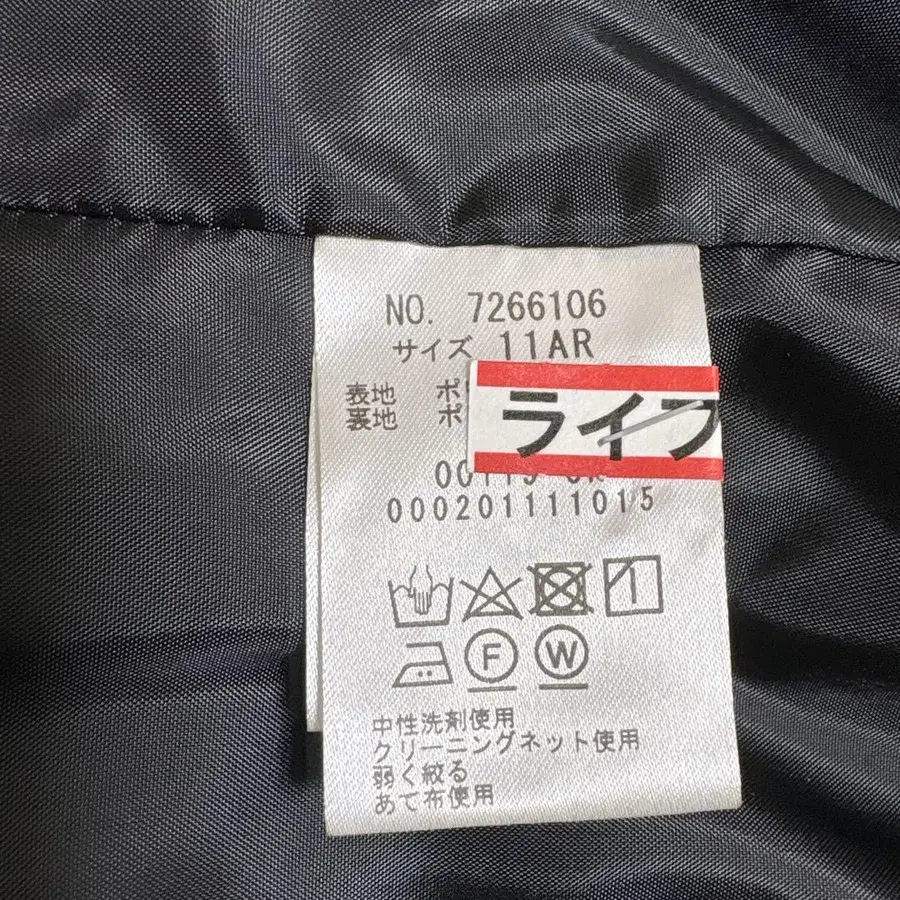 NO. 7266106
サイズ 11AR
表地 ポ
裏地 ポ
ライフ
000201111015
F W
中性洗剤使用
クリーニングネット使用
弱く絞る
あて布使用